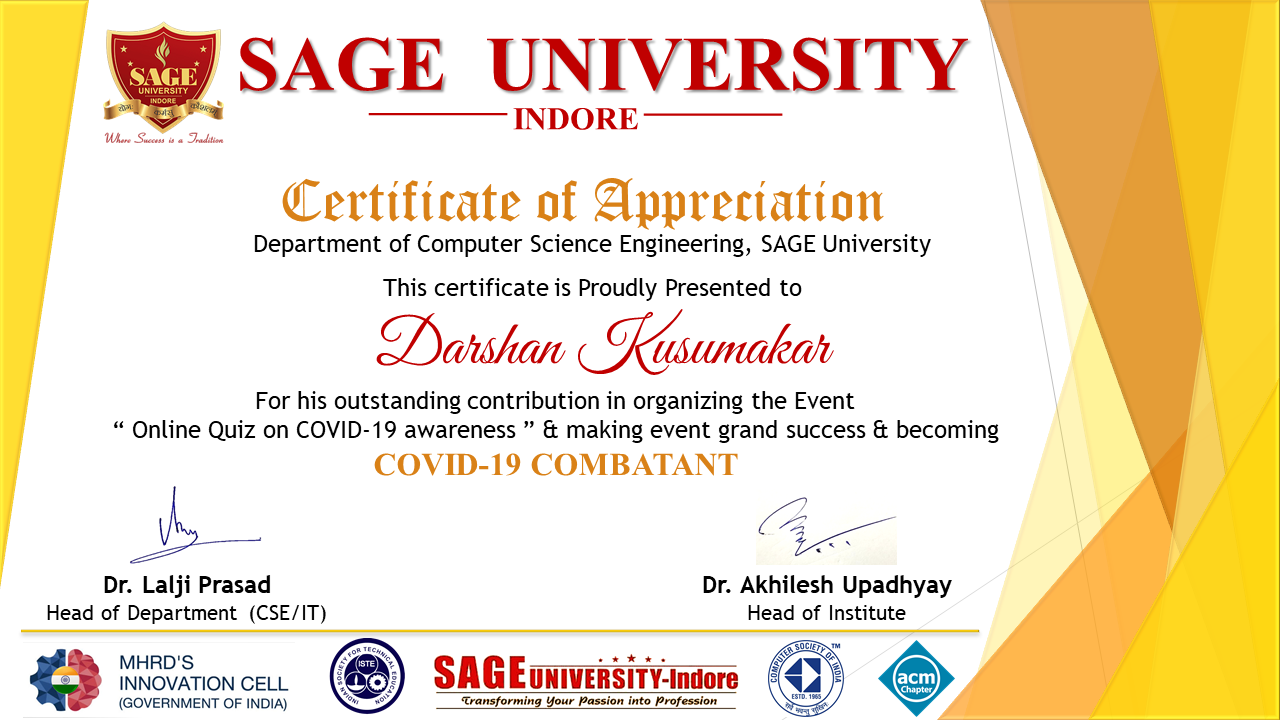 SAGE
UNIVERSITY
INDORE
योगः कर्मसु कौशलम्
Where Success is a Tradition
SAGE UNIVERSITY
INDORE
Certificate of Appreciation
Department of Computer Science Engineering, SAGE University
This certificate is Proudly Presented to
Darshan Kusumakar
For his outstanding contribution in organizing the Event
“ Online Quiz on COVID-19 awareness ” & making event grand success & becoming
COVID-19 COMBATANT
Dr. Lalji Prasad
Head of Department (CSE/IT)
Dr. Akhilesh Upadhyay
Head of Institute
MHRD'S
INNOVATION CELL
(GOVERNMENT OF INDIA)
INDIAN SOCIETY FOR TECHNICAL EDUCATION
ISTE
SAGE UNIVERSITY-Indore
Transforming Your Passion into Profession
COMPUTER SOCIETY OF INDIA
ESTD. 1965
acm
Chapter